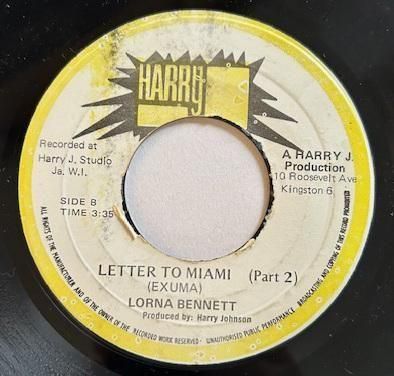 HARRY J
Recorded at
Harry J. Studio
Ja. W.I.
A HARRY J.
Production
10 Roosevelt Ave
Kingston 6
SIDE B
TIME 3:35
LETTER TO MIAMI (Part 2)
(EXUMA)
LORNA BENNETT
Produced by: Harry Johnson
ALL RIGHTS OF THE MANUFACTURER AND OF THE OWNER OF THE RECORDED WORK RESERVED · UNAUTHORISED PUBLIC PERFORMANCE BROADCASTING AND COPYING OF THIS RECORD PROHIBITED